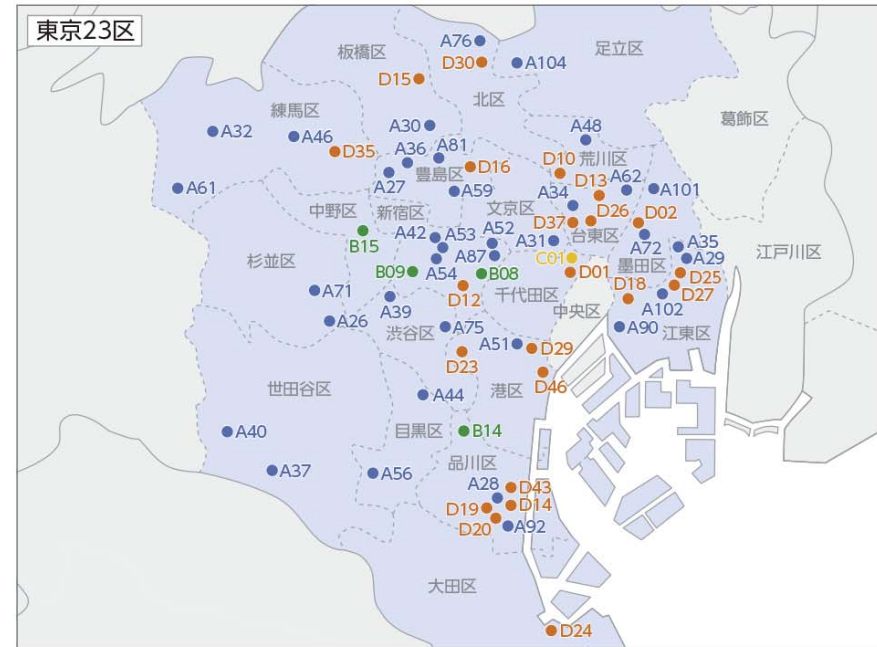 東京23区
A76
足立区
板橋区
D30
A104
D15
北区
練馬区
葛飾区
A32
A46
A30
A48
D35
A36
A81
荒川区
D10
D16
豊島区
A27
D13
A62
A101
A61
A59
A34
中野区
新宿区
文京区
D26
D02
D37
B15
A42
A53
A52
A31
台東区
A72
A35
江戸川区
杉並区
A87
C01
墨田区
A29
A54
B09
B08
D01
D25
D12
千代田区
D18
D27
A71
A39
中央区
A102
A26
渋谷区
A75
A90
江東区
A51
D29
D23
D46
世田谷区
A44
港区
A40
目黒区
B14
品川区
A37
A56
A28
D43
D19
D14
D20
A92
大田区
D24